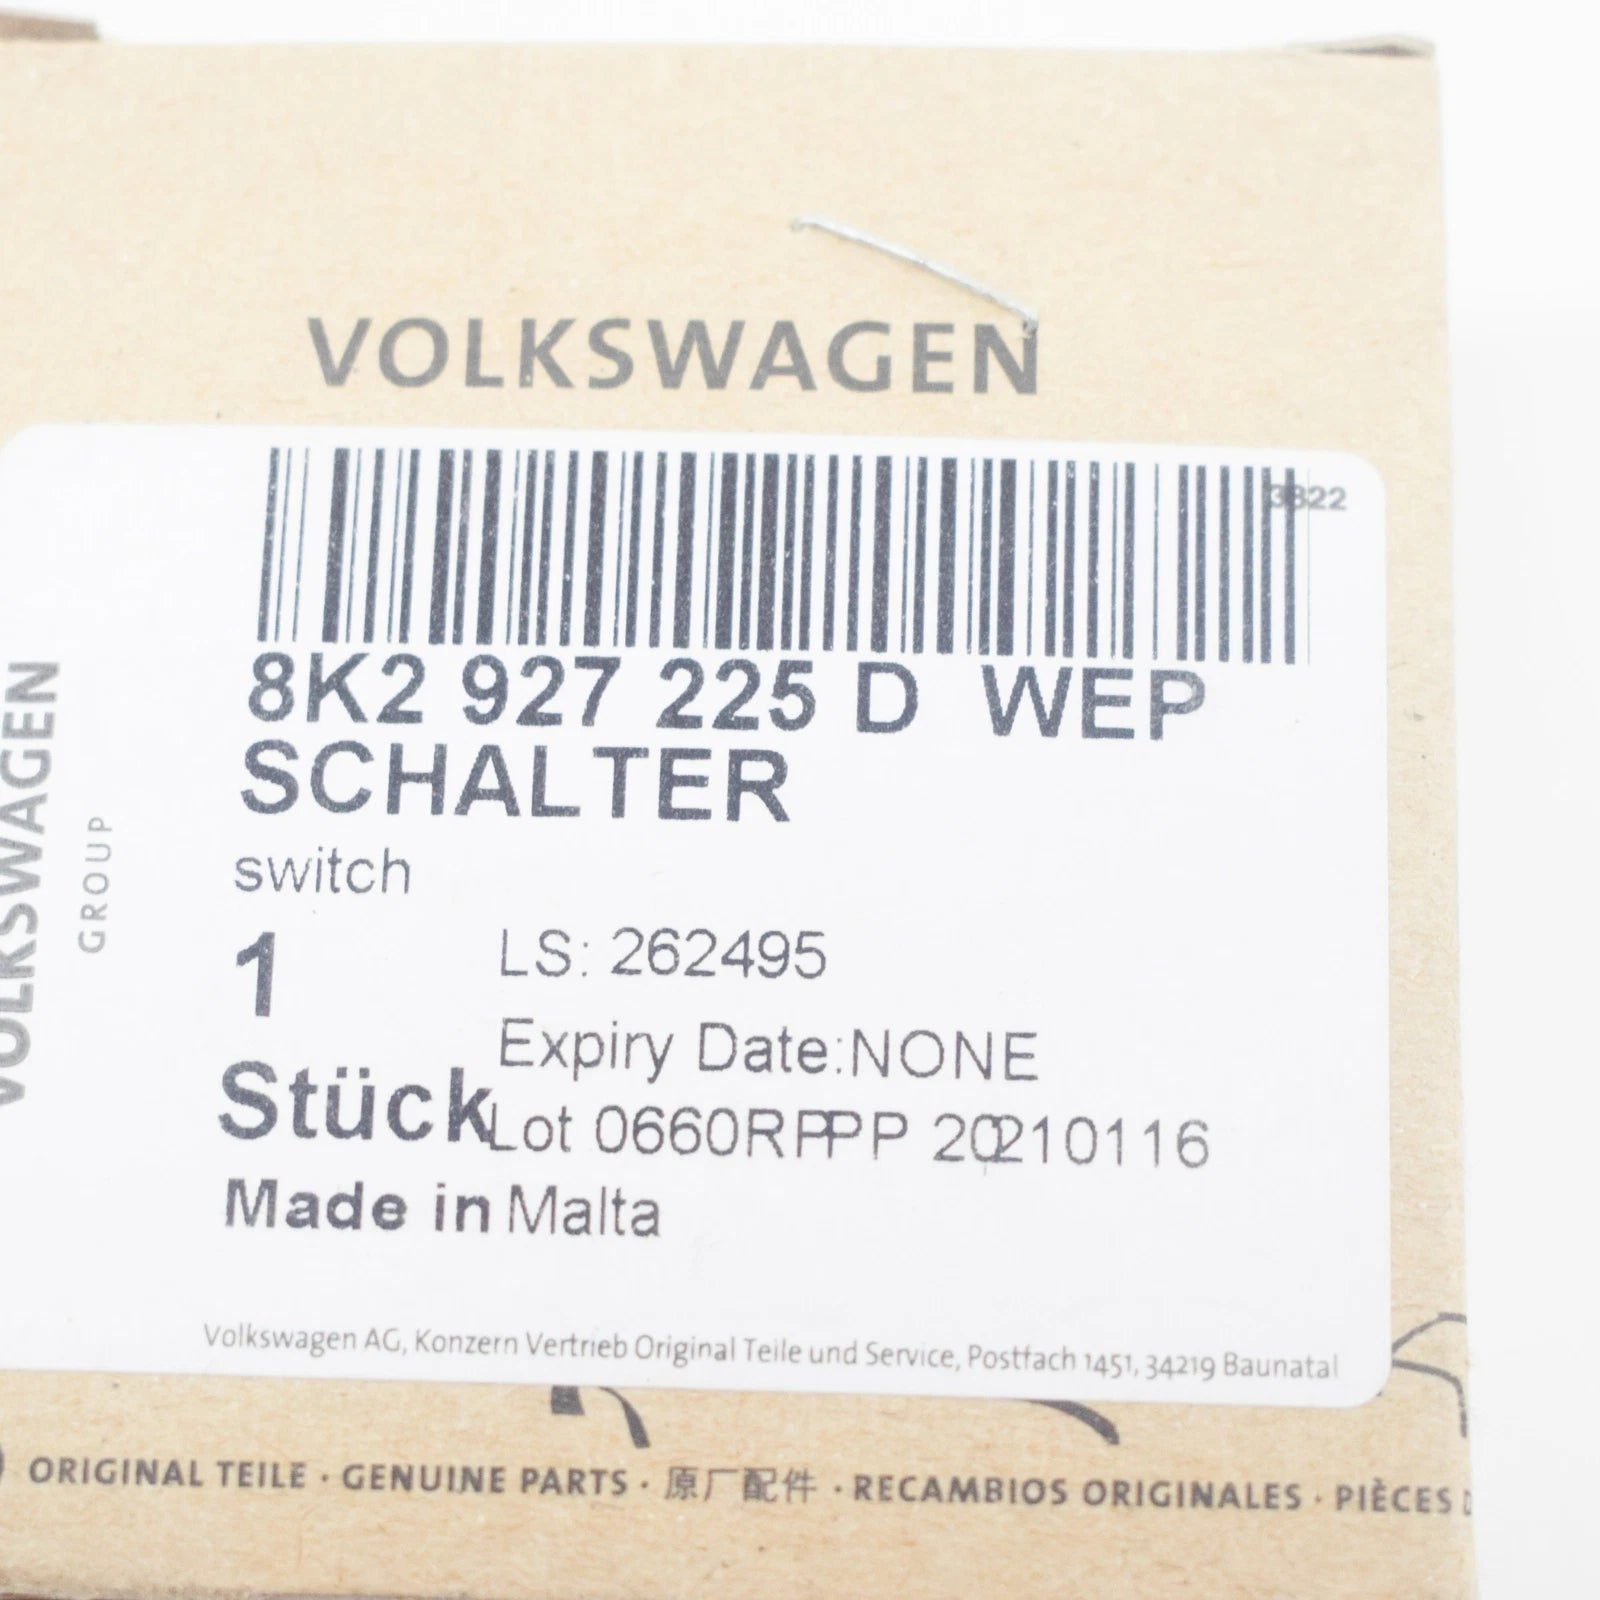 VOLKSWAGEN
3822
8K2 927 225 D WEP
SCHALTER
switch
1
LS: 262495
Expiry Date:NONE
Stück
Lot 0660RPPP 20210116
Made in Malta
Volkswagen AG, Konzern Vertrieb Original Teile und Service, Postfach 1451, 34219 Baunatal
VOLKSWAGEN
GROUP
ORIGINAL TEILE · GENUINE PARTS · 原厂配件 · RECAMBIOS ORIGINALES · PIÈCES